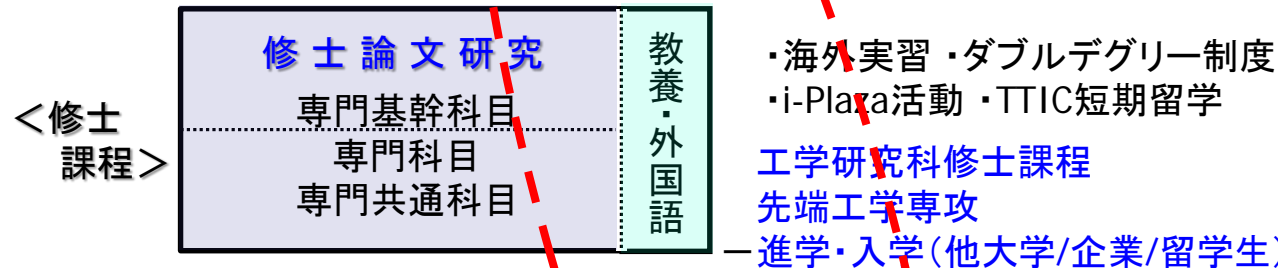 ＜修士
課程＞
修士論文研究
専門基幹科目
専門科目
専門共通科目
教養・外国語
・海外実習・ダブルデグリー制度
・i-Plaza活動・TTIC短期留学
工学研究科修士課程
先端工学専攻
－進学・入学（他大学/企業/留学生）